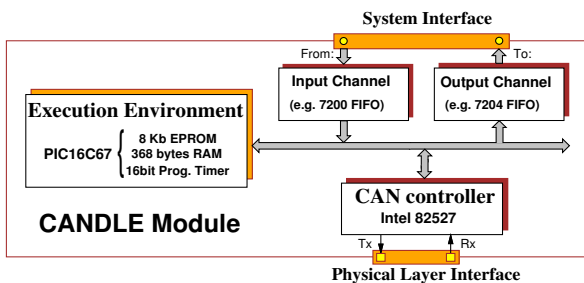 System Interface
From:
To:
Input Channel
(e.g. 7200 FIFO)
Output Channel
(e.g. 7204 FIFO)
Execution Environment
PIC16C67
8 Kb EPROM
368 bytes RAM
16bit Prog. Timer
CAN controller
Intel 82527
CANDLE Module
Tx
Rx
Physical Layer Interface